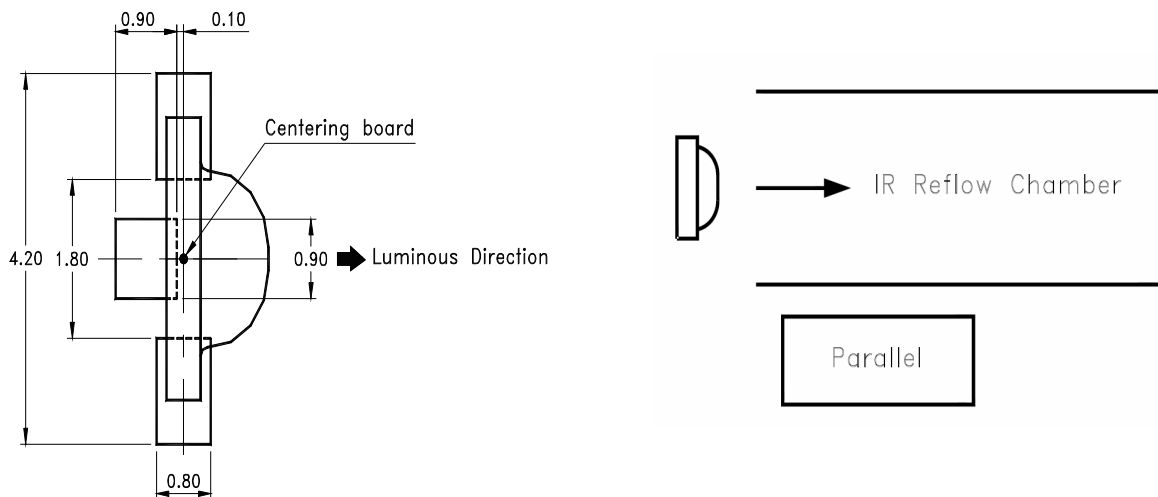 0.90 0.10
Centering board
4.20 1.80 0.90 Luminous Direction
0.80
IR Reflow Chamber
Parallel